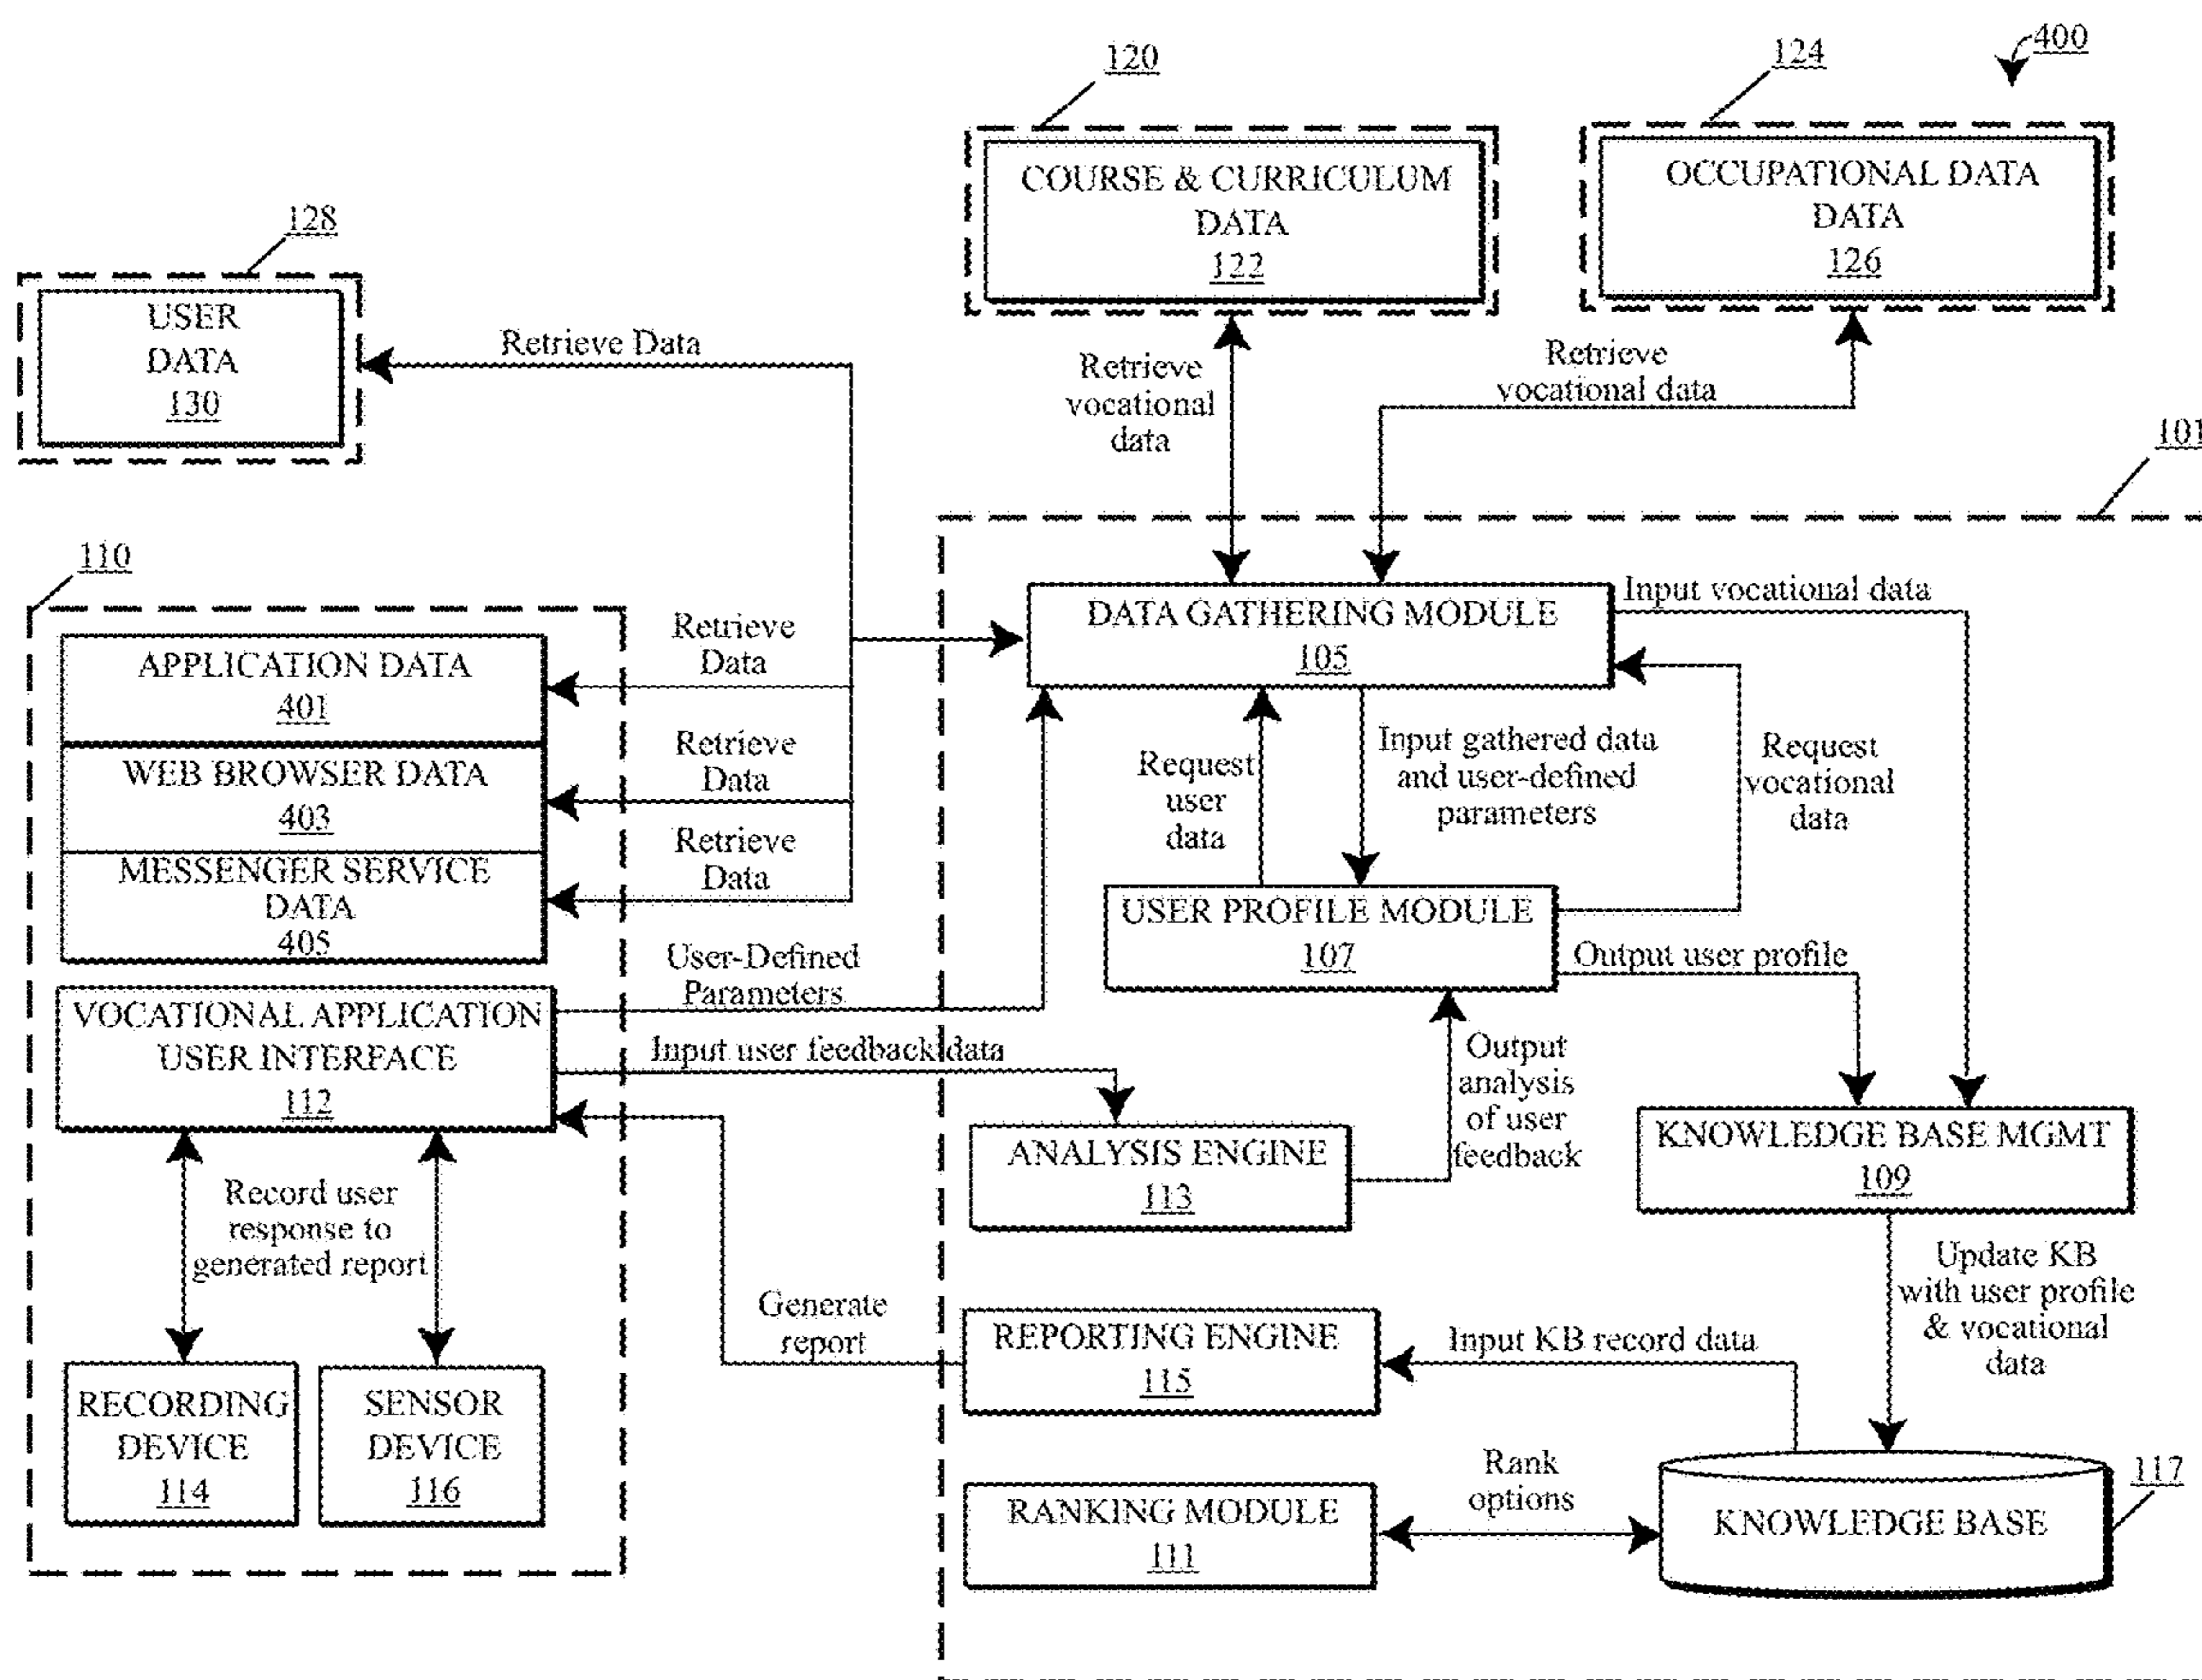 400
120
124
COURSE & CURRICULUM
DATA
122
OCCUPATIONAL DATA
DATA
126
128
USER
DATA
130
Retrieve Data
Retrieve
vocational
data
Retrieve
vocational data
101
110
APPLICATION DATA
401
WEB BROWSER DATA
403
MESSENGER SERVICE
DATA
405
Retrieve
Data
Retrieve
Data
Retrieve
Data
DATA GATHERING MODULE
105
Input vocational data
Request
user
data
Input gathered data
and user-defined
parameters
Request
vocational
data
USER PROFILE MODULE
107
Output user profile
User-Defined
Parameters
VOCATIONAL APPLICATION
USER INTERFACE
112
Input user feedback data
Output
analysis
of user
feedback
ANALYSIS ENGINE
113
KNOWLEDGE BASE MGMT
109
Record user
response to
generated report
Update KB
with user profile
& vocational
data
Generate
report
REPORTING ENGINE
115
Input KB record data
RECORDING
DEVICE
114
SENSOR
DEVICE
116
RANKING MODULE
111
Rank
options
KNOWLEDGE BASE
117